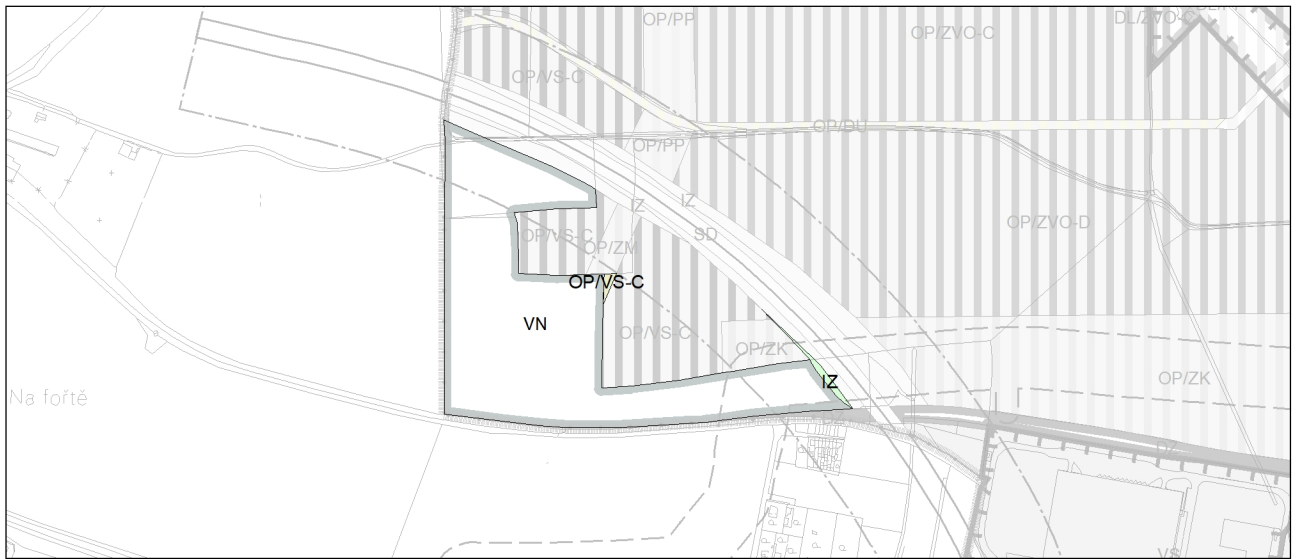 OP/PP
OP/ZVO-C
DL/ZVO-C
OP/VS-C
OP/DU
OP/PP
IZ
IZ
SD
OP/ZVO-D
OP/VS-C
OP/ZM
OP/VS-C
VN
OP/VS-C
OP/ZK
IZ
OP/ZK
Na fořtě
VS